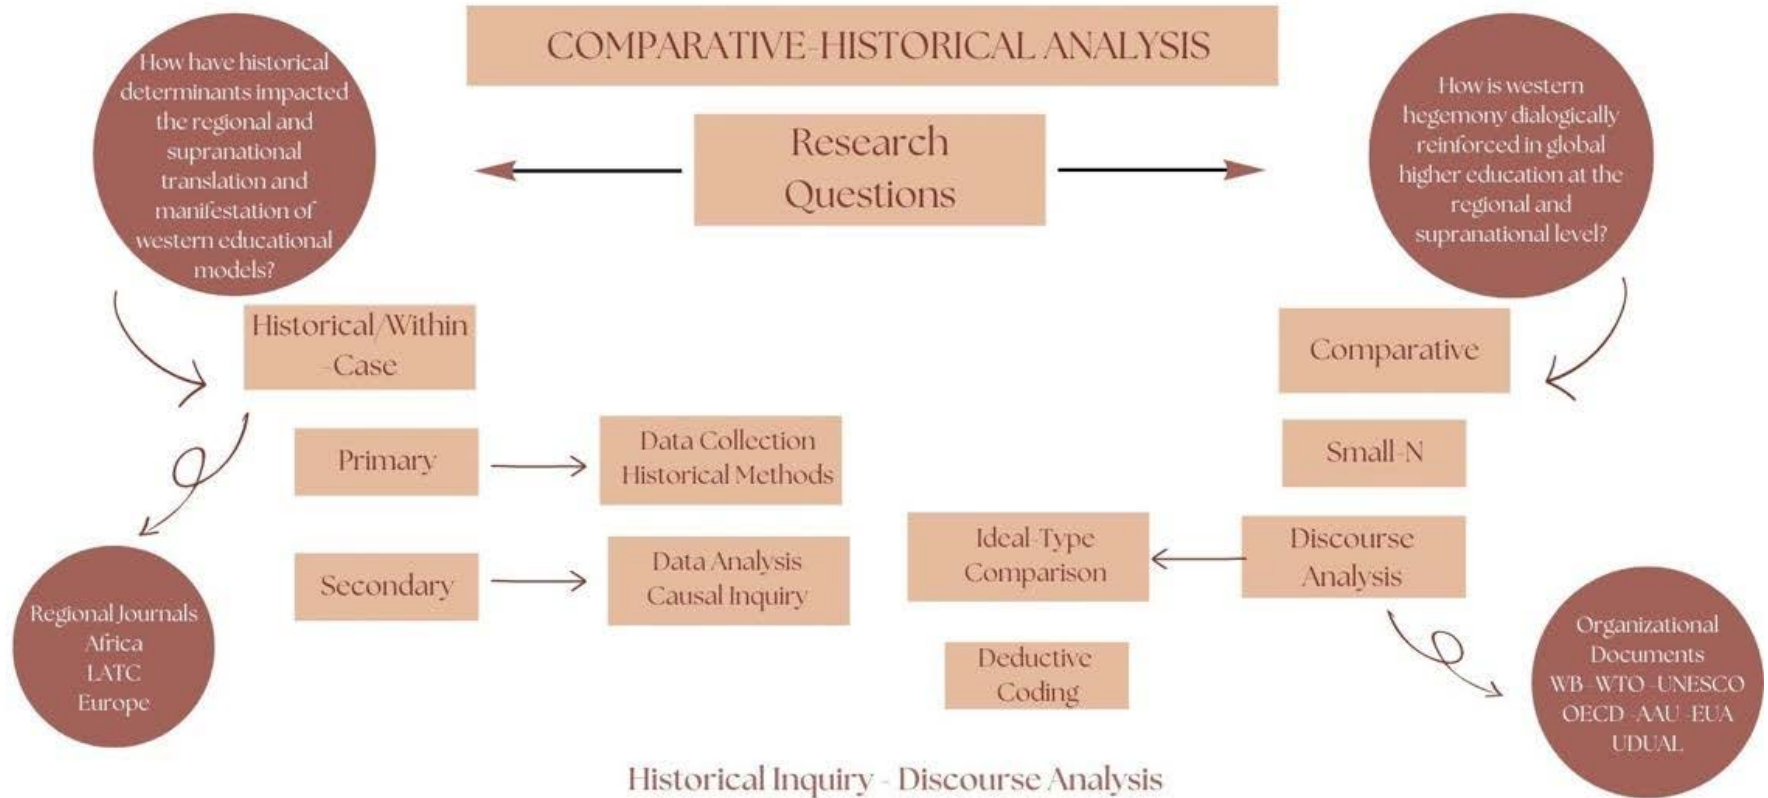 COMPARATIVE-HISTORICAL ANALYSIS
How have historical
determinants impacted
the regional and
supranational
translation and
manifestation of
western educational
models?
Research
Questions
How is western
hegemony dialogically
reinforced in global
higher education at the
regional and
supranational level?
Historical/Within
-Case
Primary
Data Collection
Historical Methods
Secondary
Data Analysis
Causal Inquiry
Regional Journals
Africa
LATC
Europe
Comparative
Small-N
Discourse
Analysis
Ideal-Type
Comparison
Deductive
Coding
Organizational
Documents
WB -WTO -UNESCO
OECD -AAU -EUA
UDUAL
Historical Inquiry - Discourse Analysis